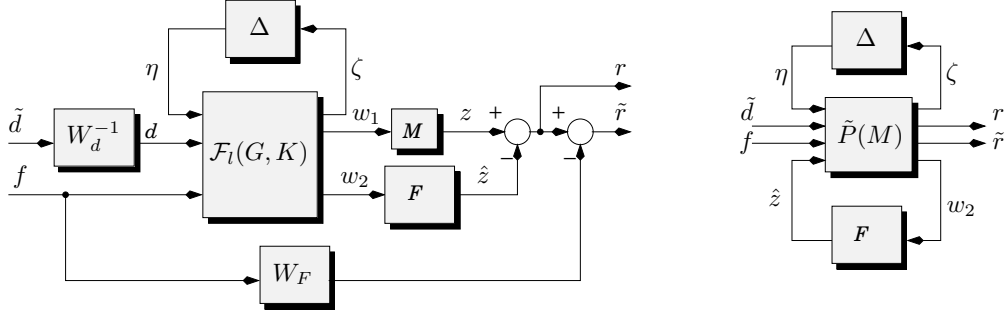 Δ
η ζ
d̃ W_d^{-1} d F_l(G, K) w_1 M z + + r
r̃
f w_2 F ẑ − −
W_F
Δ
η ζ
d̃ P̃(M) r
f r̃
ẑ w_2
F